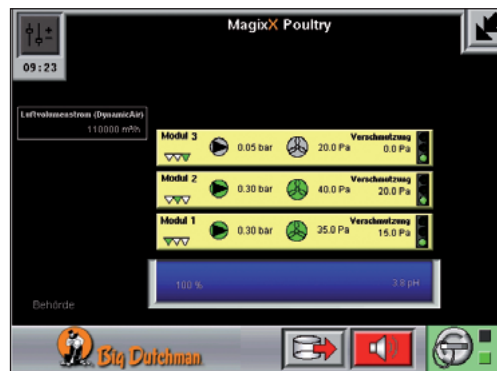 MagixX Poultry
09:23
Luftvolumenstrom (DynamicAir)
110000 m³/h
Modul 3
0.05 bar
20.0 Pa
Verschmutzung
0.0 Pa
Modul 2
0.30 bar
40.0 Pa
Verschmutzung
20.0 Pa
Modul 1
0.30 bar
35.0 Pa
Verschmutzung
15.0 Pa
100 %
3.8 pH
Behörde
Big Dutchman